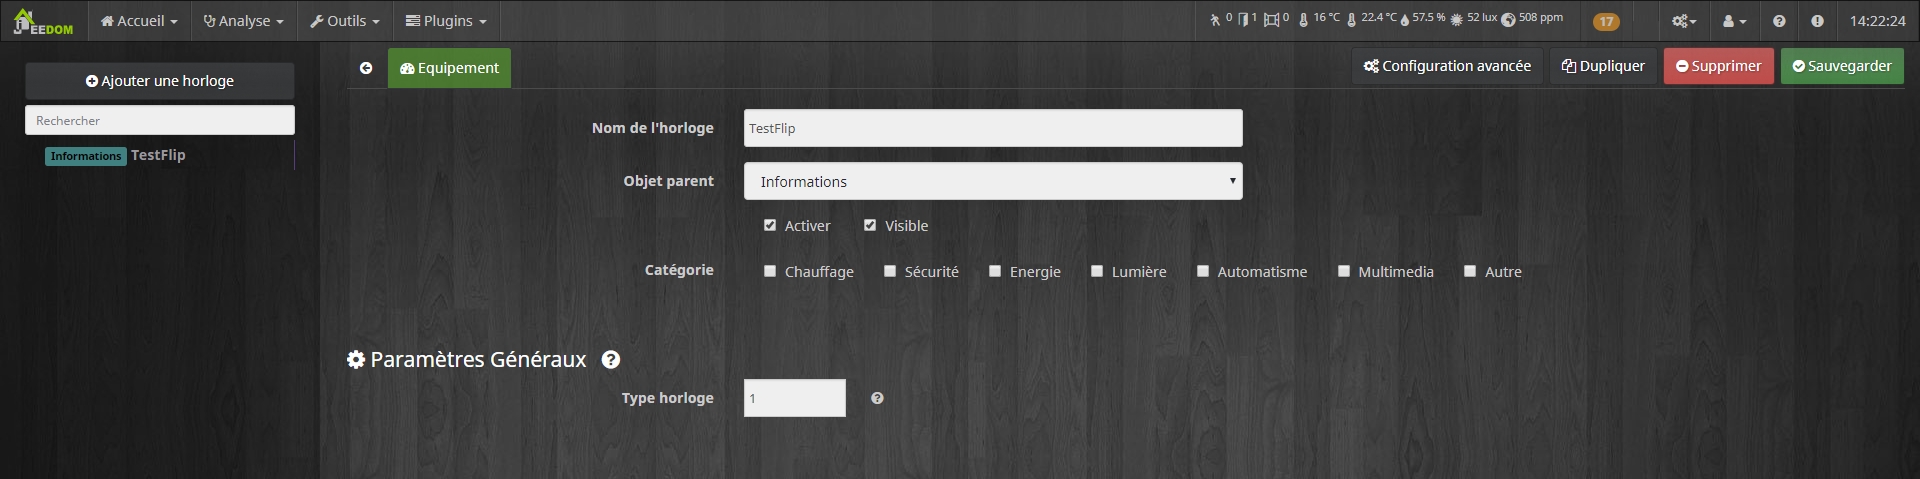 JEEDOM Accueil Analyse Outils Plugins 0 1 0 16 °C 22.4 °C 57.5 % 52 lux 508 ppm 17 14:22:24
Ajouter une horloge
Rechercher
Informations TestFlip
Equipement
Configuration avancée Dupliquer Supprimer Sauvegarder
Nom de l'horloge TestFlip
Objet parent Informations
Activer Visible
Catégorie Chauffage Sécurité Energie Lumière Automatisme Multimedia Autre
Paramètres Généraux
Type horloge 1